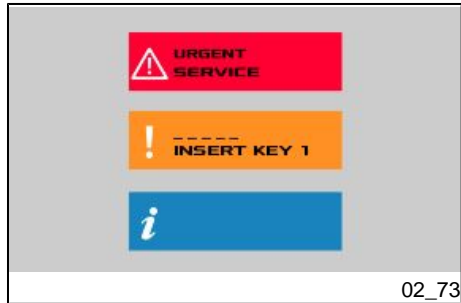 URGENT
SERVICE
! _ _ _ _ _
INSERT KEY 1
i
02_73